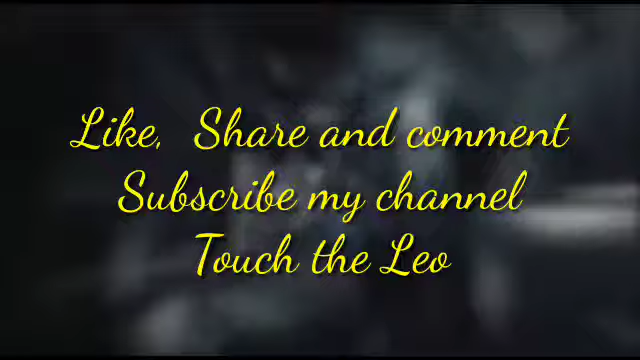 Like, Share and comment
Subscribe my channel
Touch the Leo